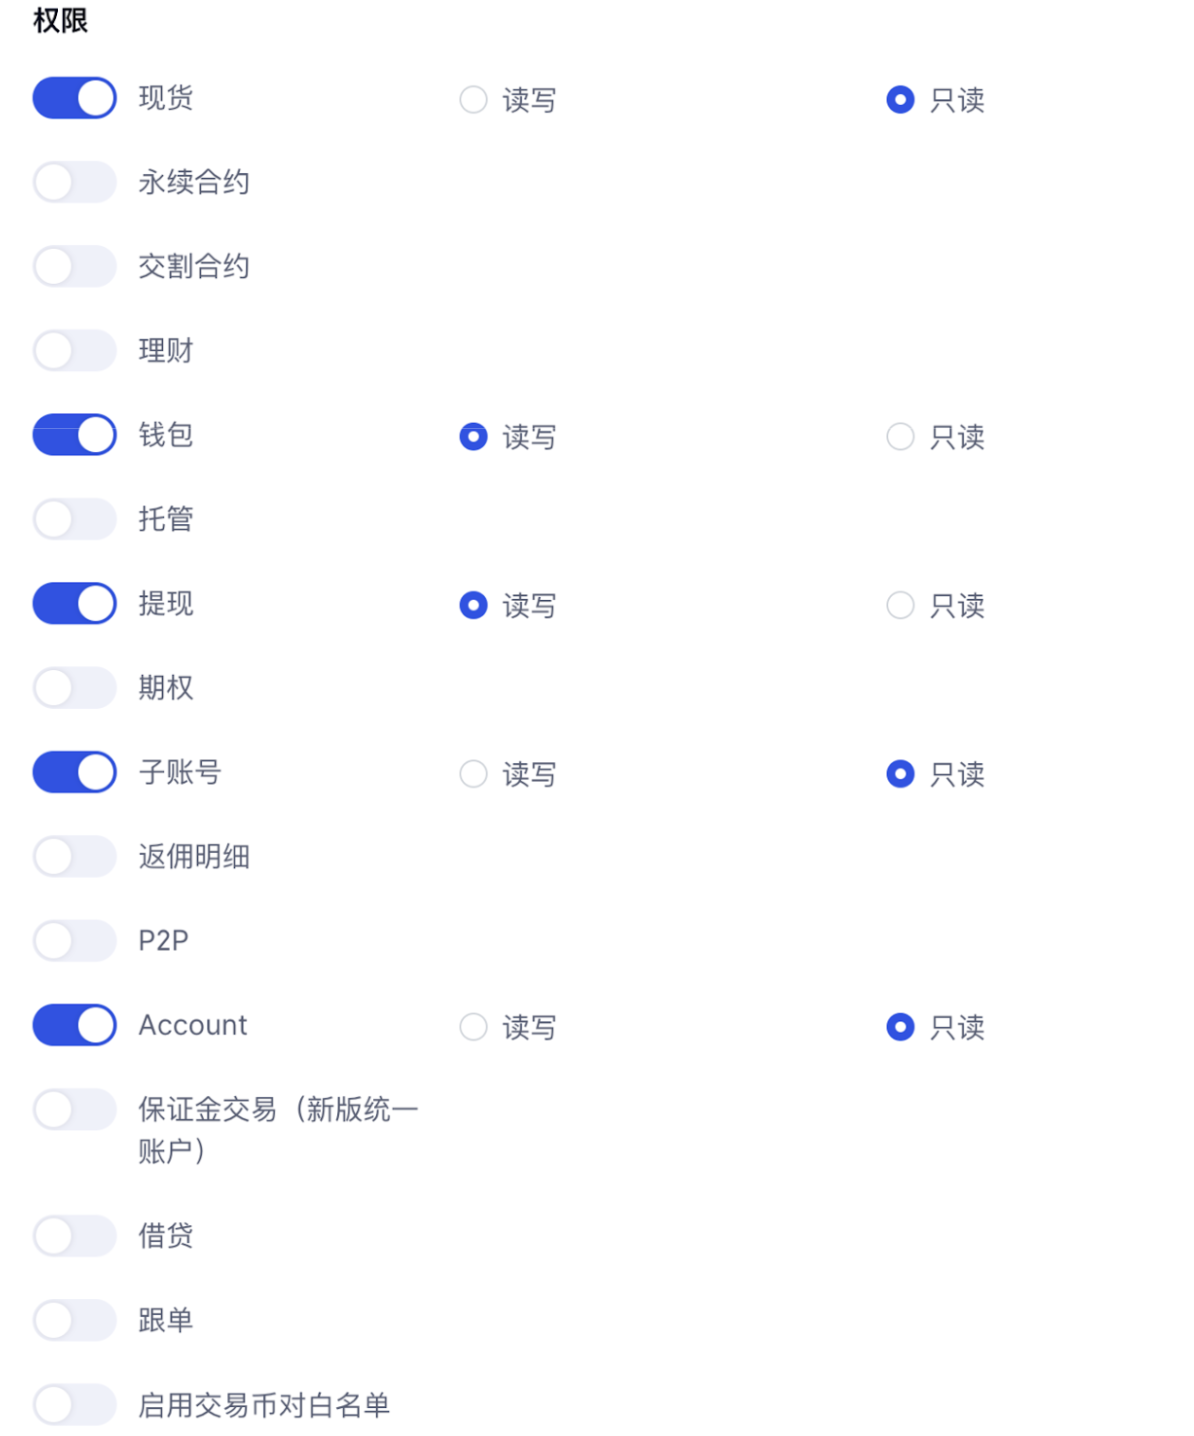 权限
现货 读写 只读
永续合约
交割合约
理财
钱包 读写 只读
托管
提现 读写 只读
期权
子账号 读写 只读
返佣明细
P2P
Account 读写 只读
保证金交易（新版统一
账户）
借贷
跟单
启用交易币对白名单